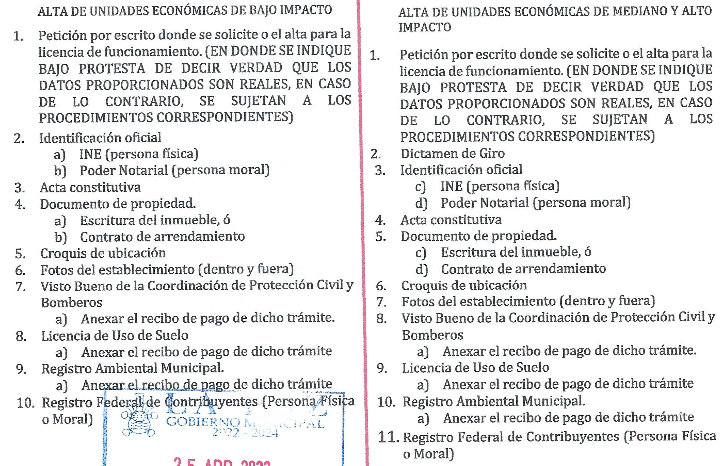 ALTA DE UNIDADES ECONÓMICAS DE BAJO IMPACTO
1. Petición por escrito donde se solicite o el alta para la
licencia de funcionamiento. (EN DONDE SE INDIQUE
BAJO PROTESTA DE DECIR VERDAD QUE LOS
DATOS PROPORCIONADOS SON REALES, EN CASO
DE LO CONTRARIO, SE SUJETAN A LOS
PROCEDIMIENTOS CORRESPONDIENTES)
2. Identificación oficial
a) INE (persona física)
b) Poder Notarial (persona moral)
3. Acta constitutiva
4. Documento de propiedad.
a) Escritura del inmueble, ó
b) Contrato de arrendamiento
5. Croquis de ubicación
6. Fotos del establecimiento (dentro y fuera)
7. Visto Bueno de la Coordinación de Protección Civil y
Bomberos
a) Anexar el recibo de pago de dicho trámite.
8. Licencia de Uso de Suelo
a) Anexar el recibo de pago de dicho trámite
9. Registro Ambiental Municipal.
a) Anexar el recibo de pago de dicho trámite
10. Registro Federal de Contribuyentes (Persona Física
o Moral)
GOBIERNO
2022 - 2024
ALTA DE UNIDADES ECONÓMICAS DE MEDIANO Y ALTO
IMPACTO
1. Petición por escrito donde se solicite o el alta para la
licencia de funcionamiento. (EN DONDE SE INDIQUE
BAJO PROTESTA DE DECIR VERDAD QUE LOS
DATOS PROPORCIONADOS SON REALES, EN CASO
DE LO CONTRARIO, SE SUJETAN A LOS
PROCEDIMIENTOS CORRESPONDIENTES)
2. Dictamen de Giro
3. Identificación oficial
c) INE (persona física)
d) Poder Notarial (persona moral)
4. Acta constitutiva
5. Documento de propiedad.
c) Escritura del inmueble, ó
d) Contrato de arrendamiento
6. Croquis de ubicación
7. Fotos del establecimiento (dentro y fuera)
8. Visto Bueno de la Coordinación de Protección Civil y
Bomberos
a) Anexar el recibo de pago de dicho trámite.
9. Licencia de Uso de Suelo
a) Anexar el recibo de pago de dicho trámite
10. Registro Ambiental Municipal.
a) Anexar el recibo de pago de dicho trámite
11. Registro Federal de Contribuyentes (Persona Física
o Moral)